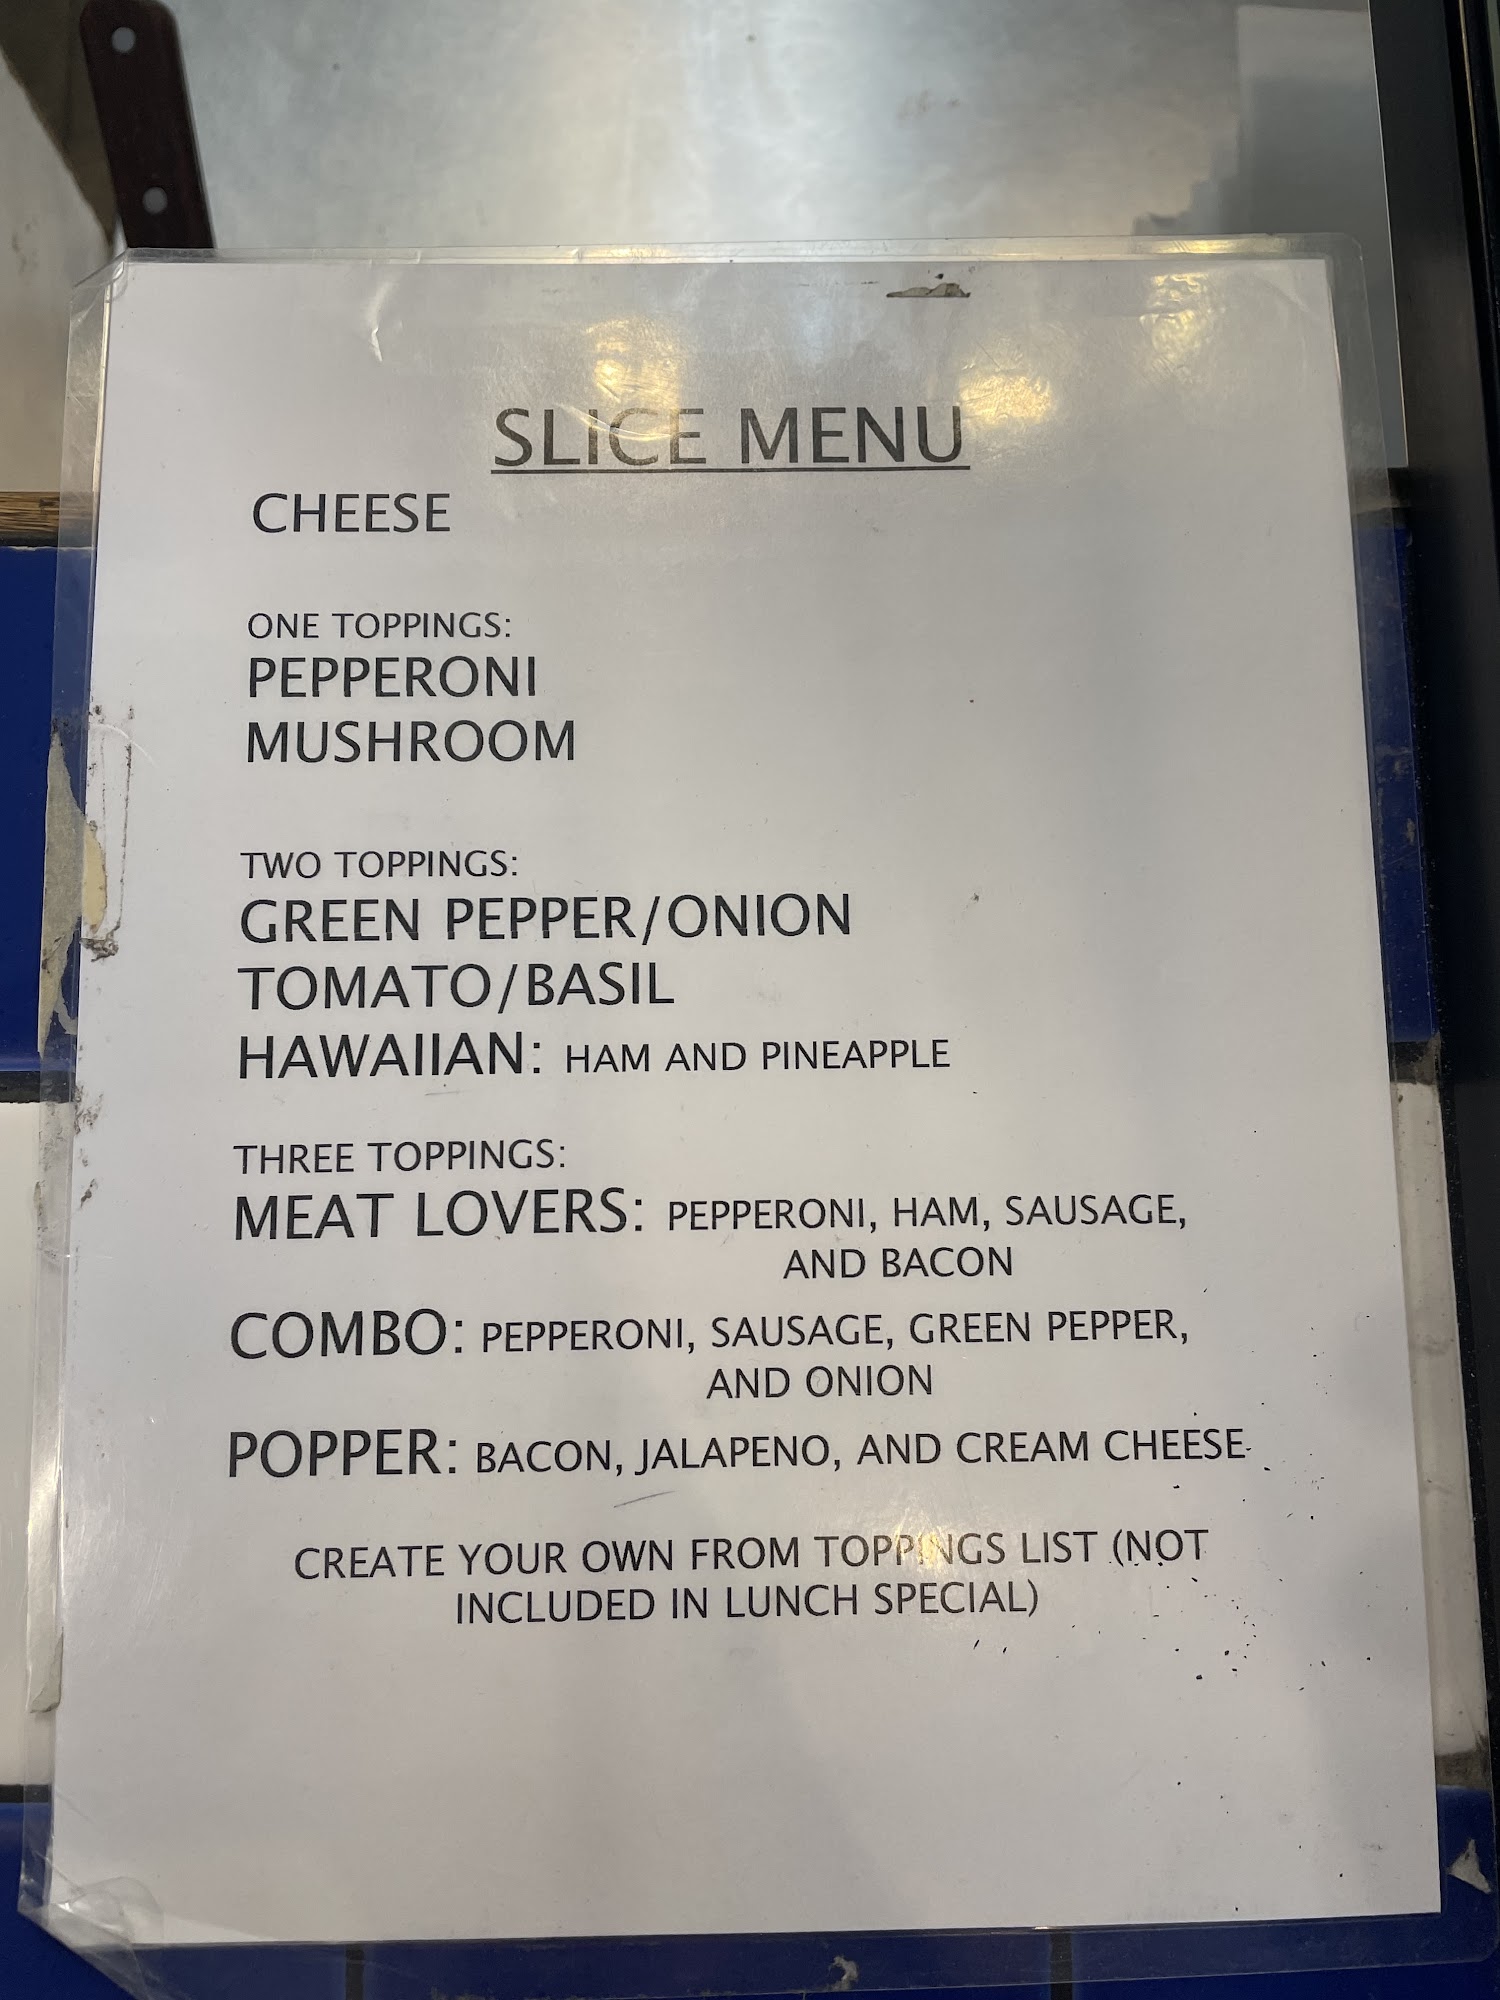 SLICE MENU
CHEESE
ONE TOPPINGS:
PEPPERONI
MUSHROOM
TWO TOPPINGS:
GREEN PEPPER/ONION
TOMATO/BASIL
HAWAIIAN: HAM AND PINEAPPLE
THREE TOPPINGS:
MEAT LOVERS: PEPPERONI, HAM, SAUSAGE,
AND BACON
COMBO: PEPPERONI, SAUSAGE, GREEN PEPPER,
AND ONION
POPPER: BACON, JALAPENO, AND CREAM CHEESE
CREATE YOUR OWN FROM TOPPINGS LIST (NOT
INCLUDED IN LUNCH SPECIAL)